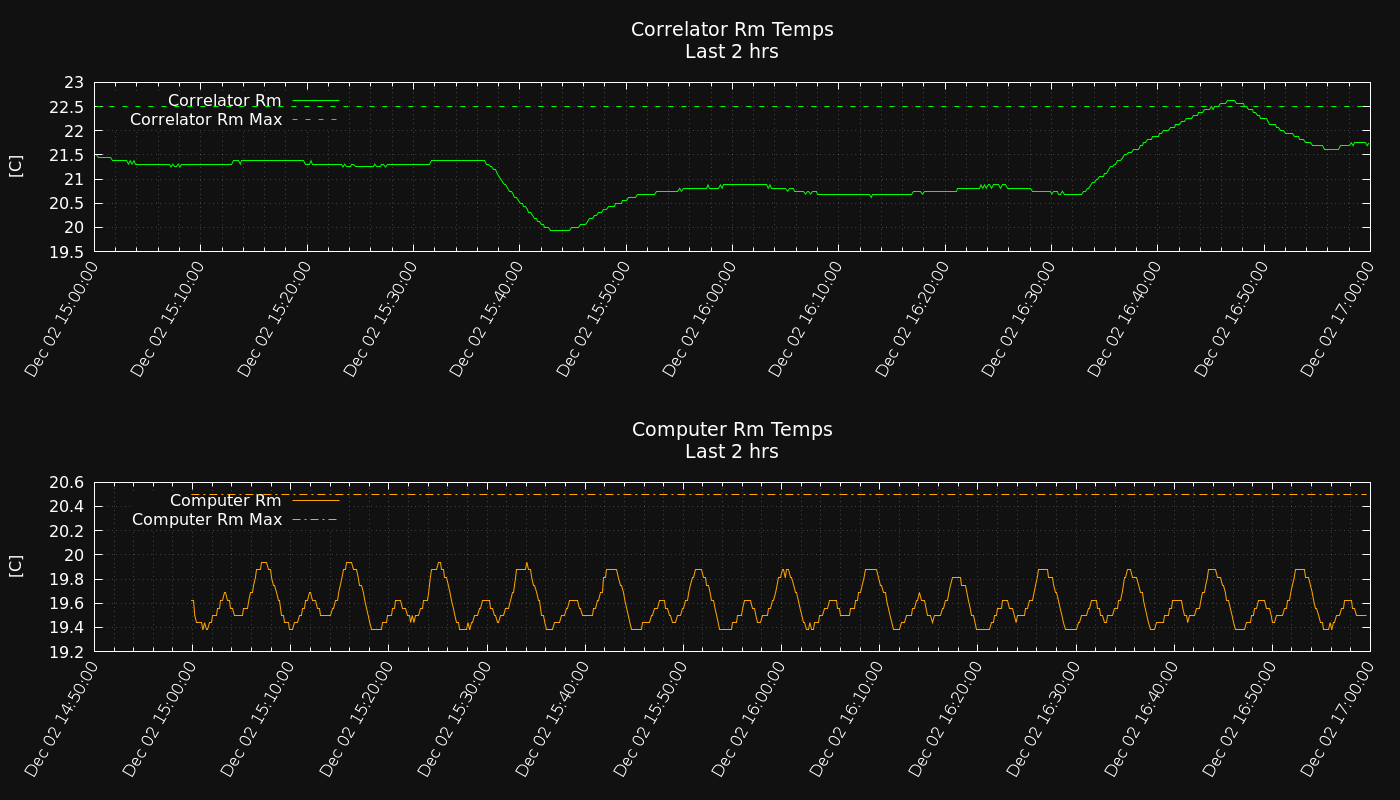 Correlator Rm Temps
Last 2 hrs
23
22.5
22
21.5
21
20.5
20
19.5
[C]
Correlator Rm
Correlator Rm Max
Dec 02 15:00:00
Dec 02 15:10:00
Dec 02 15:20:00
Dec 02 15:30:00
Dec 02 15:40:00
Dec 02 15:50:00
Dec 02 16:00:00
Dec 02 16:10:00
Dec 02 16:20:00
Dec 02 16:30:00
Dec 02 16:40:00
Dec 02 16:50:00
Dec 02 17:00:00
Computer Rm Temps
Last 2 hrs
20.6
20.4
20.2
20
19.8
19.6
19.4
19.2
[C]
Computer Rm
Computer Rm Max
Dec 02 14:50:00
Dec 02 15:00:00
Dec 02 15:10:00
Dec 02 15:20:00
Dec 02 15:30:00
Dec 02 15:40:00
Dec 02 15:50:00
Dec 02 16:00:00
Dec 02 16:10:00
Dec 02 16:20:00
Dec 02 16:30:00
Dec 02 16:40:00
Dec 02 16:50:00
Dec 02 17:00:00